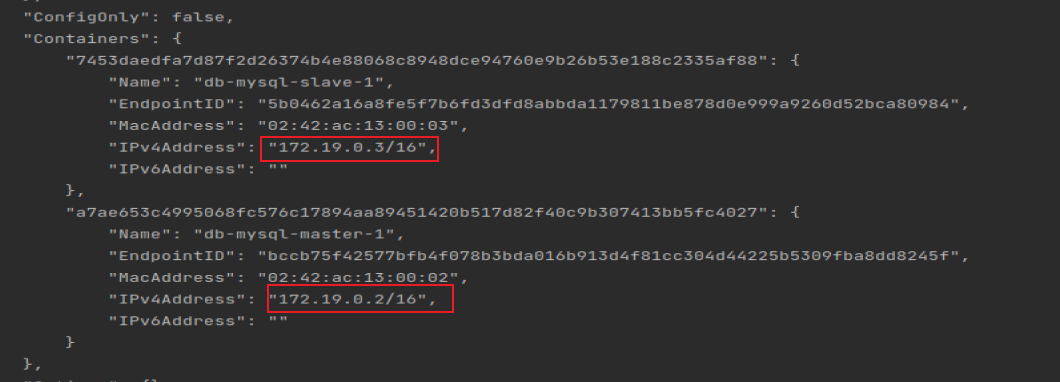 "ConfigOnly": false,
"Containers": {
"7453daedfa7d87f2d26374b4e88068c8948dce94760e9b26b53e188c2335af88": {
"Name": "db-mysql-slave-1",
"EndpointID": "5b0462a16a8fe5f7b6fd3dfd8abbda1179811be878d0e999a9260d52bca80984",
"MacAddress": "02:42:ac:13:00:03",
"IPv4Address": "172.19.0.3/16",
"IPv6Address": ""
},
"a7ae653c4995068fc576c17894aa89451420b517d82f40c9b307413bb5fc4027": {
"Name": "db-mysql-master-1",
"EndpointID": "bccb75f42577bfb4f078b3bda016b913d4f81cc304d44225b5309fba8dd8245f",
"MacAddress": "02:42:ac:13:00:02",
"IPv4Address": "172.19.0.2/16",
"IPv6Address": ""
}
},